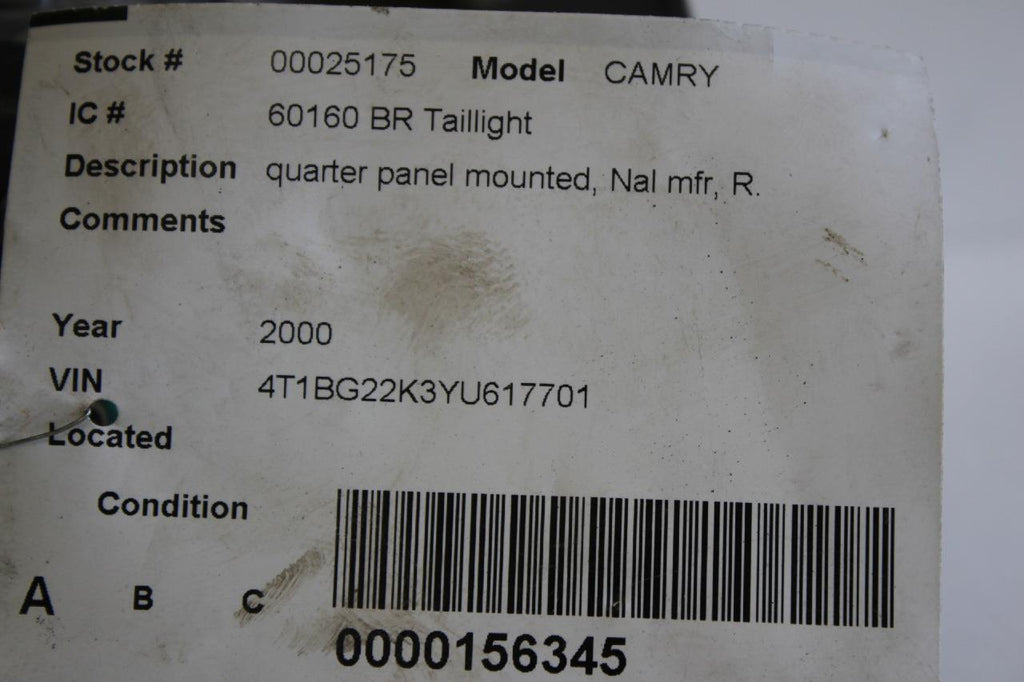 Stock # 00025175 Model CAMRY
IC # 60160 BR Taillight
Description quarter panel mounted, Nal mfr, R.
Comments
Year 2000
VIN 4T1BG22K3YU617701
Located
Condition
A B C
0000156345